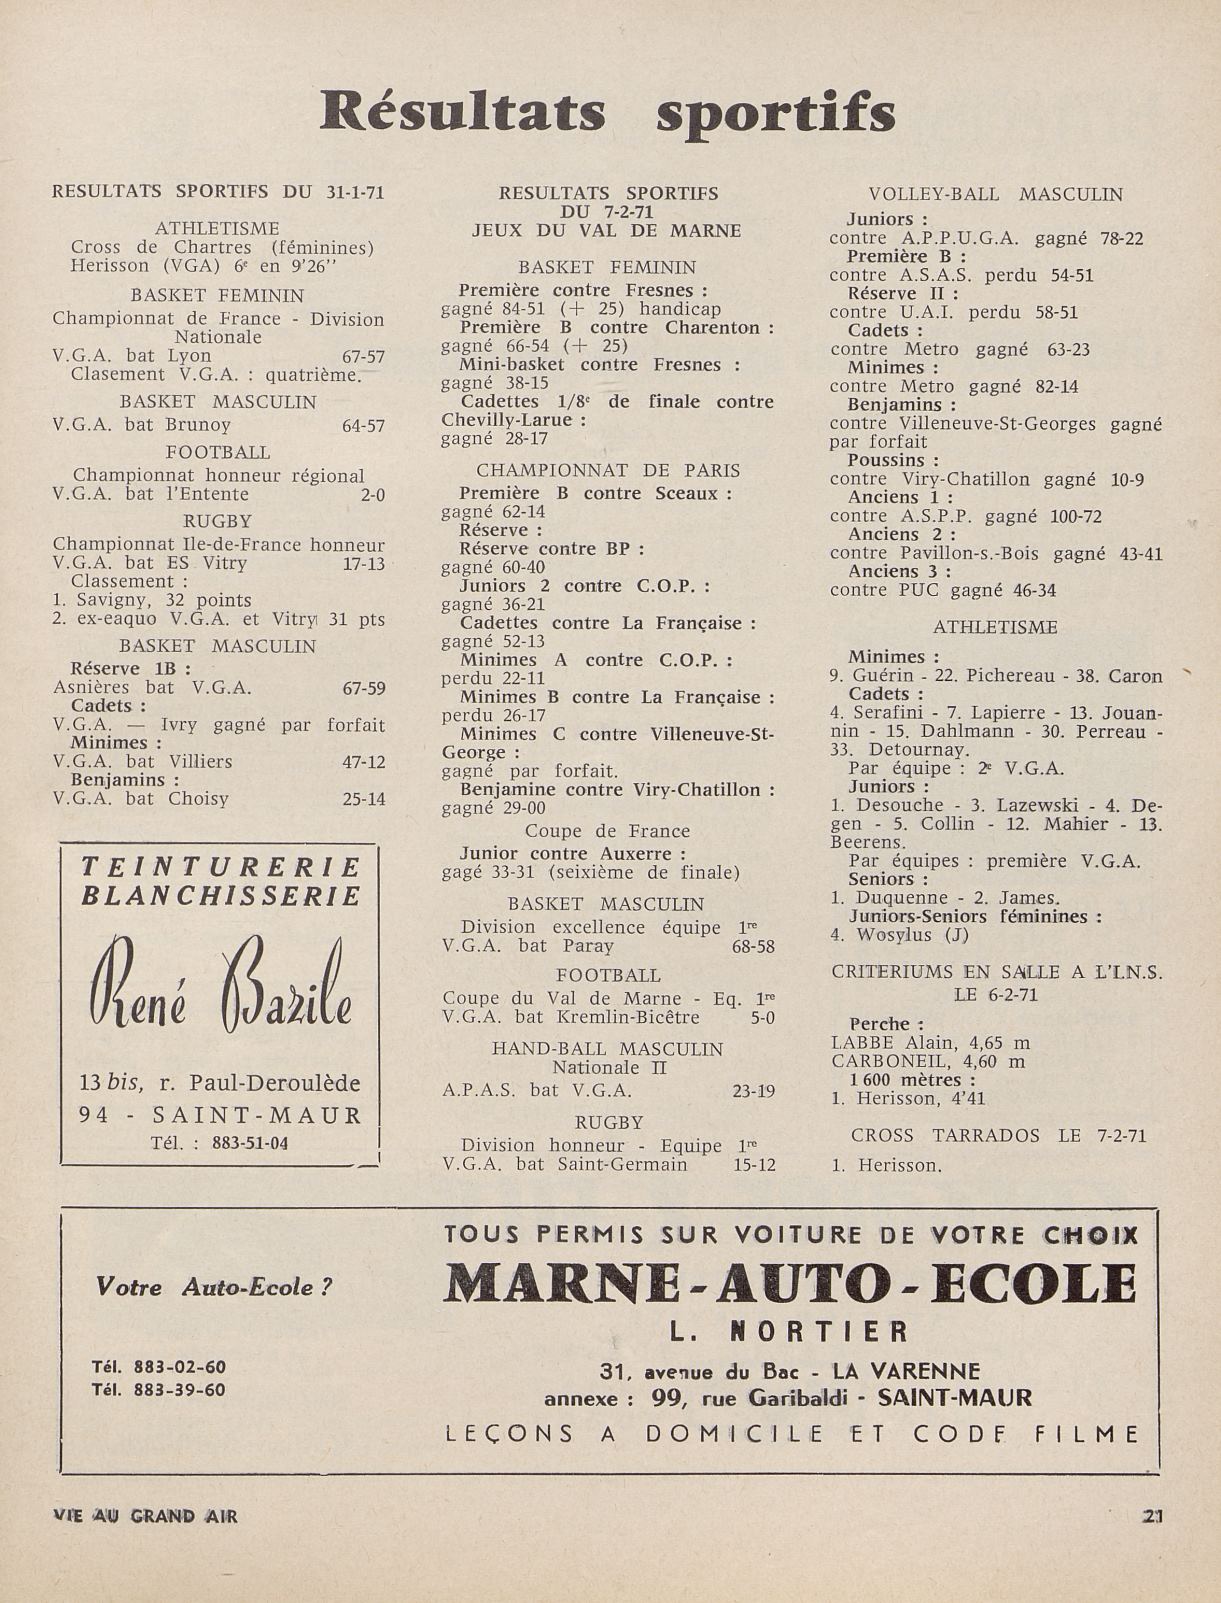 Résultats sportifs
RESULTATS SPORTIFS DU 31-1-71
ATHLETISME
Cross de Chartres (féminines)
Herisson (VGA) 6e en 9'26''
BASKET FEMININ
Championnat de France - Division
Nationale
V.G.A. bat Lyon 67-57
Clasement V.G.A. : quatrième.
BASKET MASCULIN
V.G.A. bat Brunoy 64-57
FOOTBALL
Championnat honneur régional
V.G.A. bat l'Entente 2-0
RUGBY
Championnat Ile-de-France honneur
V.G.A. bat ES Vitry 17-13
Classement :
1. Savigny, 32 points
2. ex-eaquo V.G.A. et Vitry 31 pts
BASKET MASCULIN
Réserve 1B :
Asnières bat V.G.A. 67-59
Cadets :
V.G.A. — Ivry gagné par forfait
Minimes :
V.G.A. bat Villiers 47-12
Benjamins :
V.G.A. bat Choisy 25-14
TEINTURERIE
BLANCHISSERIE
René Bazile
13 bis, r. Paul-Deroulède
94 - SAINT-MAUR
Tél. : 883-51-04
RESULTATS SPORTIFS
DU 7-2-71
JEUX DU VAL DE MARNE
BASKET FEMININ
Première contre Fresnes :
gagné 84-51 (+ 25) handicap
Première B contre Charenton :
gagné 66-54 (+ 25)
Mini-basket contre Fresnes :
gagné 38-15
Cadettes 1/8e de finale contre
Chevilly-Larue :
gagné 28-17
CHAMPIONNAT DE PARIS
Première B contre Sceaux :
gagné 62-14
Réserve :
Réserve contre BP :
gagné 60-40
Juniors 2 contre C.O.P. :
gagné 36-21
Cadettes contre La Française :
gagné 52-13
Minimes A contre C.O.P. :
perdu 22-11
Minimes B contre La Française :
perdu 26-17
Minimes C contre Villeneuve-St-
George :
gagné par forfait.
Benjamine contre Viry-Chatillon :
gagné 29-00
Coupe de France
Junior contre Auxerre :
gagé 33-31 (seixième de finale)
BASKET MASCULIN
Division excellence équipe 1re
V.G.A. bat Paray 68-58
FOOTBALL
Coupe du Val de Marne - Eq. 1re
V.G.A. bat Kremlin-Bicêtre 5-0
HAND-BALL MASCULIN
Nationale II
A.P.A.S. bat V.G.A. 23-19
RUGBY
Division honneur - Equipe 1re
V.G.A. bat Saint-Germain 15-12
VOLLEY-BALL MASCULIN
Juniors :
contre A.P.P.U.G.A. gagné 78-22
Première B :
contre A.S.A.S. perdu 54-51
Réserve II :
contre U.A.I. perdu 58-51
Cadets :
contre Metro gagné 63-23
Minimes :
contre Metro gagné 82-14
Benjamins :
contre Villeneuve-St-Georges gagné
par forfait
Poussins :
contre Viry-Chatillon gagné 10-9
Anciens 1 :
contre A.S.P.P. gagné 100-72
Anciens 2 :
contre Pavillon-s.-Bois gagné 43-41
Anciens 3 :
contre PUC gagné 46-34
ATHLETISME
Minimes :
9. Guérin - 22. Pichereau - 38. Caron
Cadets :
4. Serafini - 7. Lapierre - 13. Jouan-
nin - 15. Dahlmann - 30. Perreau -
33. Detournay.
Par équipe : 2e V.G.A.
Juniors :
1. Desouche - 3. Lazewski - 4. De-
gen - 5. Collin - 12. Mahier - 13.
Beerens.
Par équipes : première V.G.A.
Seniors :
1. Duquenne - 2. James.
Juniors-Seniors féminines :
4. Wosylus (J)
CRITERIUMS EN SALLE A L'I.N.S.
LE 6-2-71
Perche :
LABBE Alain, 4,65 m
CARBONEIL, 4,60 m
1 600 mètres :
1. Herisson, 4'41
CROSS TARRADOS LE 7-2-71
1. Herisson.
Votre Auto-Ecole ?
Tél. 883-02-60
Tél. 883-39-60
TOUS PERMIS SUR VOITURE DE VOTRE CHOIX
MARNE-AUTO-ECOLE
L. NORTIER
31, avenue du Bac - LA VARENNE
annexe : 99, rue Garibaldi - SAINT-MAUR
LEÇONS A DOMICILE ET CODE FILME
VIE AU GRAND AIR
21